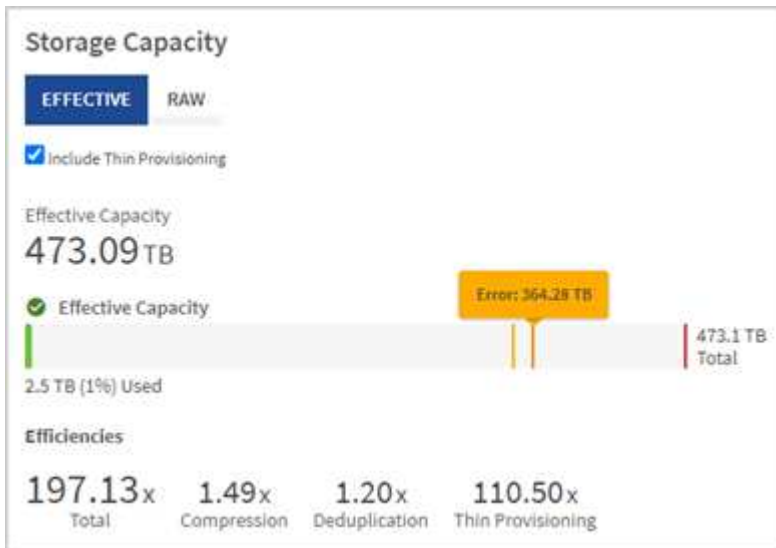 Storage Capacity
EFFECTIVE RAW
Include Thin Provisioning
Effective Capacity
473.09 TB
Error: 364.28 TB
Effective Capacity
473.1 TB
Total
2.5 TB (1%) Used
Efficiencies
197.13x 1.49x 1.20x 110.50x
Total Compression Deduplication Thin Provisioning